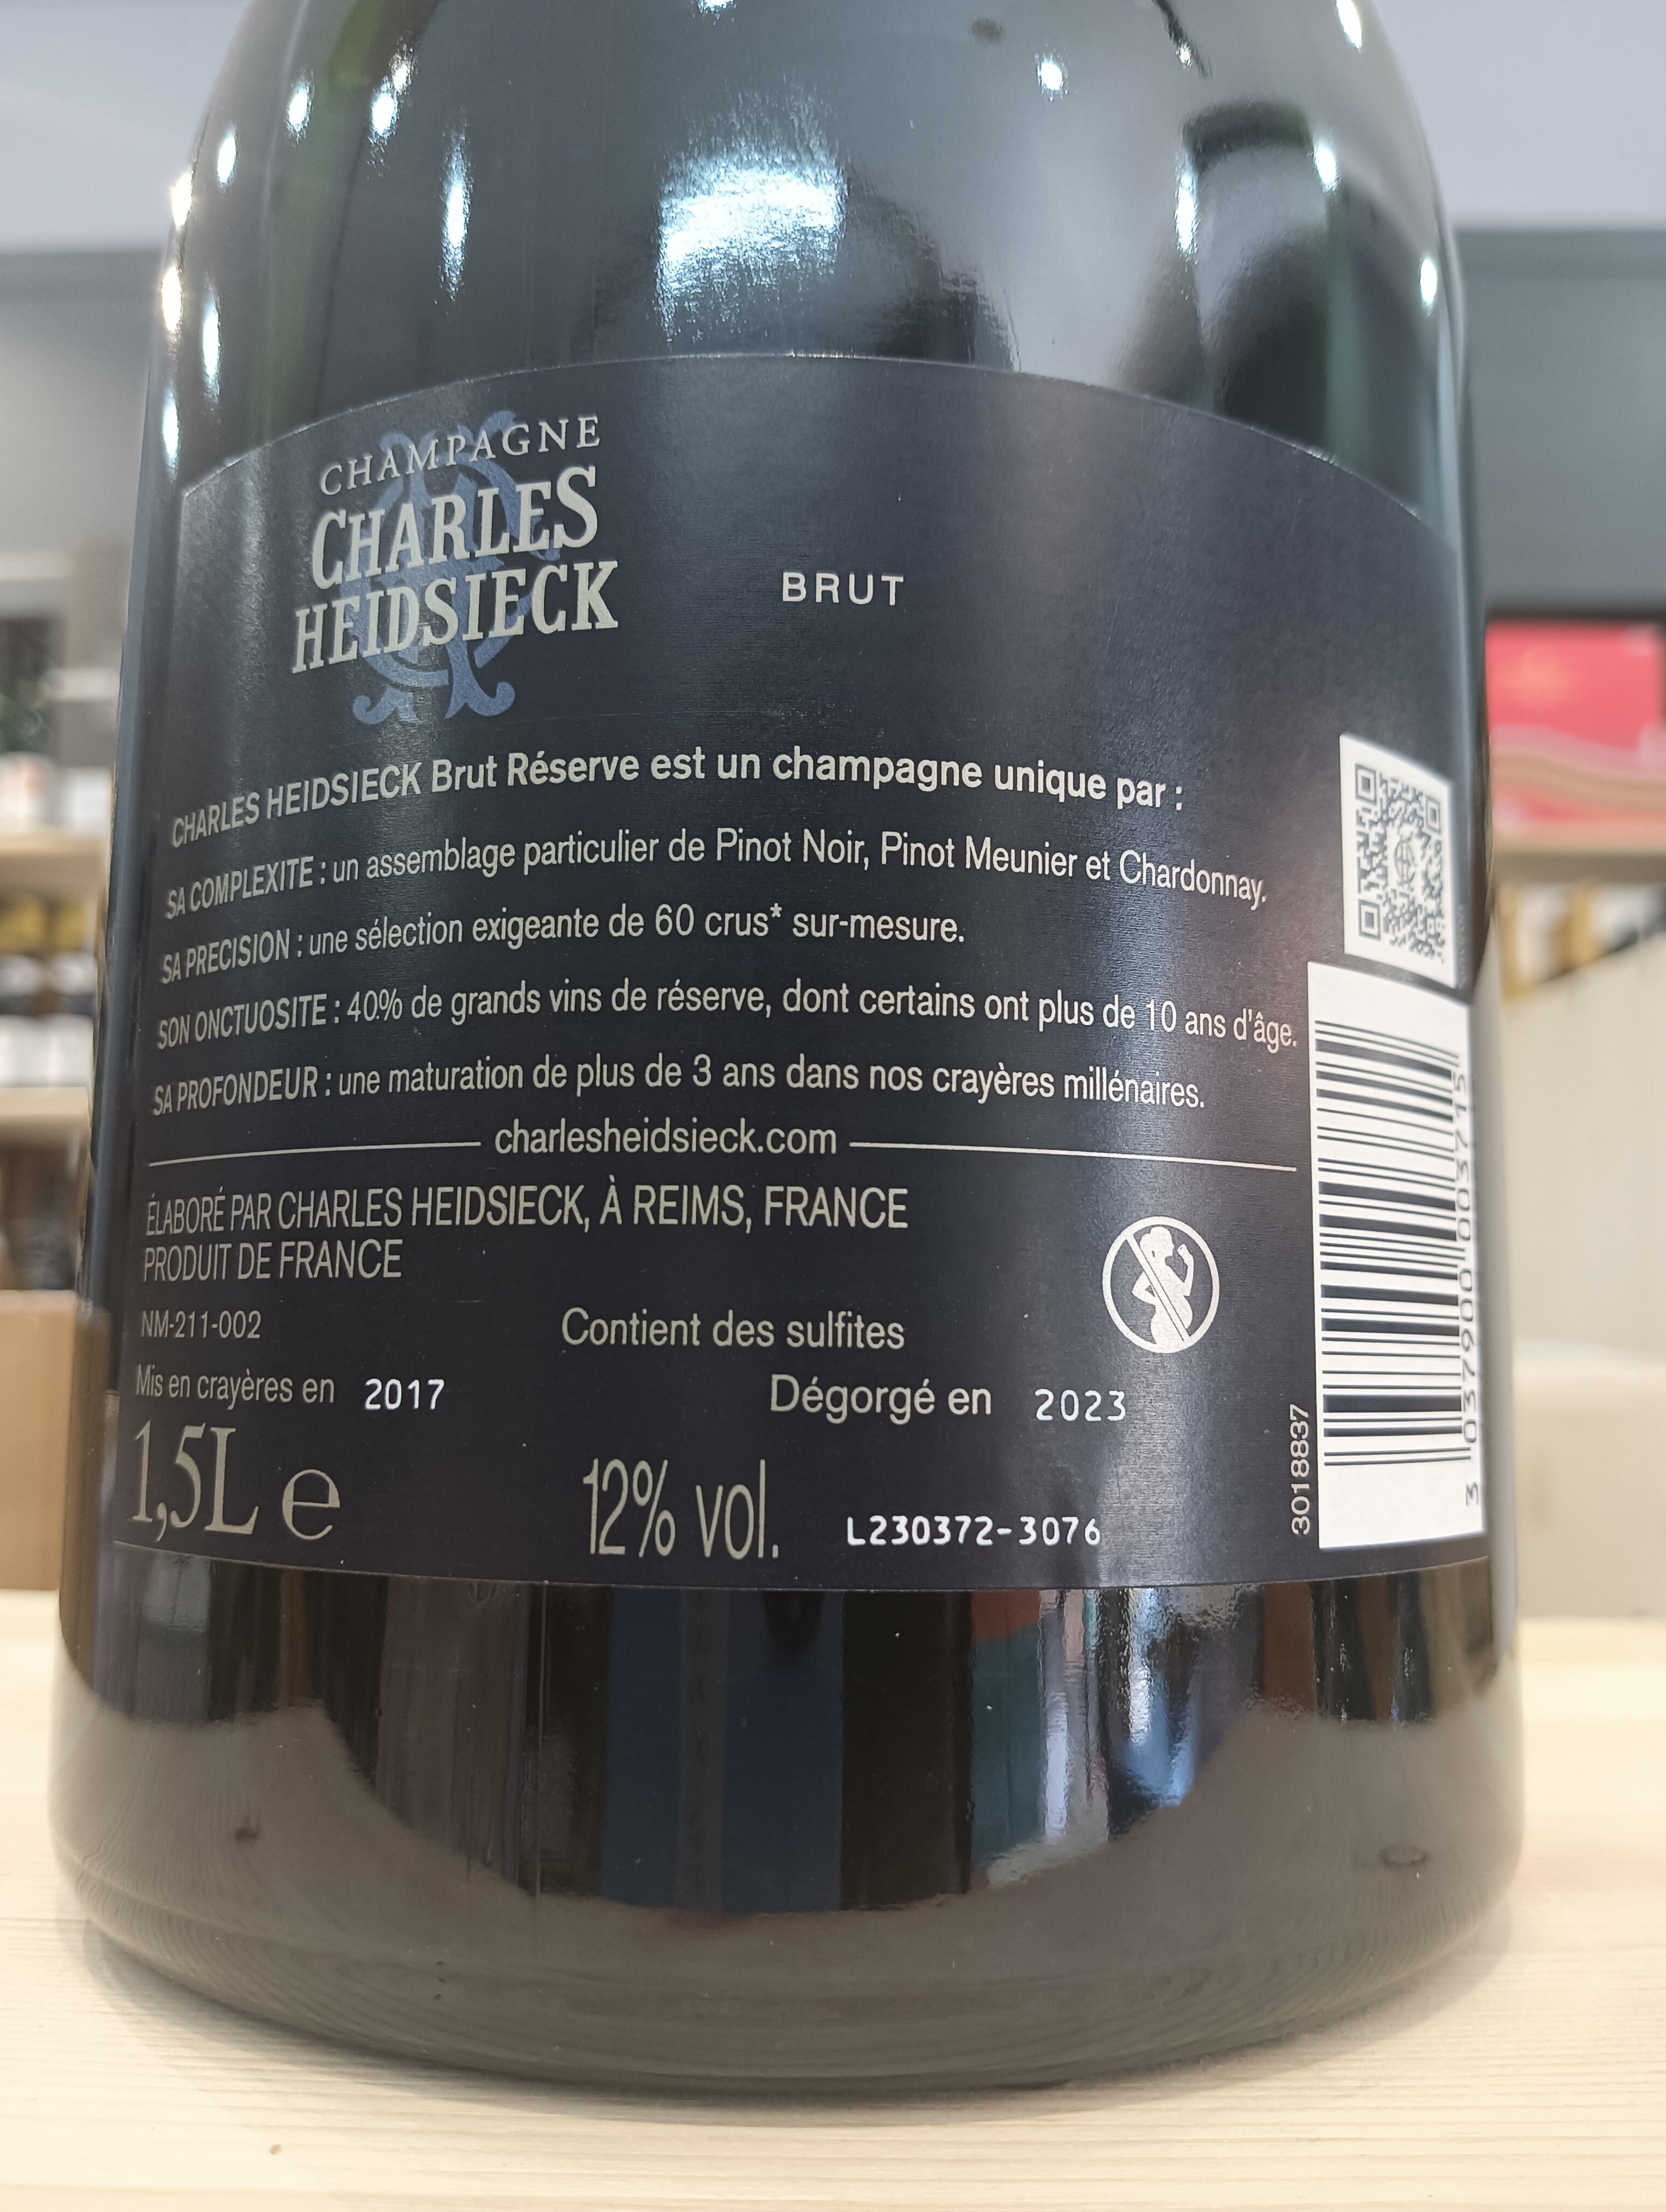 CHAMPAGNE
CHARLES
HEIDSIECK
BRUT
CHARLES HEIDSIECK Brut Réserve est un champagne unique par :
SA COMPLEXITE : un assemblage particulier de Pinot Noir, Pinot Meunier et Chardonnay.
SA PRECISION : une sélection exigeante de 60 crus* sur-mesure.
SON ONCTUOSITE : 40% de grands vins de réserve, dont certains ont plus de 10 ans d'âge.
SA PROFONDEUR : une maturation de plus de 3 ans dans nos crayères millénaires.
charlesheidsieck.com
ÉLABORÉ PAR CHARLES HEIDSIECK, À REIMS, FRANCE
PRODUIT DE FRANCE
NM-211-002
Contient des sulfites
Mis en crayères en 2017
Dégorgé en 2023
1,5L e
12% vol.
L230372-3076
3018837
3 037900 003715